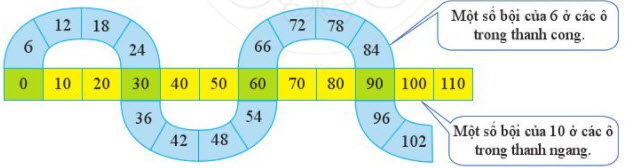 12 18 72 78
6 24 66 84
Một số bội của 6 ở các ô
trong thanh cong.
0 10 20 30 40 50 60 70 80 90 100 110
36 54 96
42 48 102
Một số bội của 10 ở các ô
trong thanh ngang.